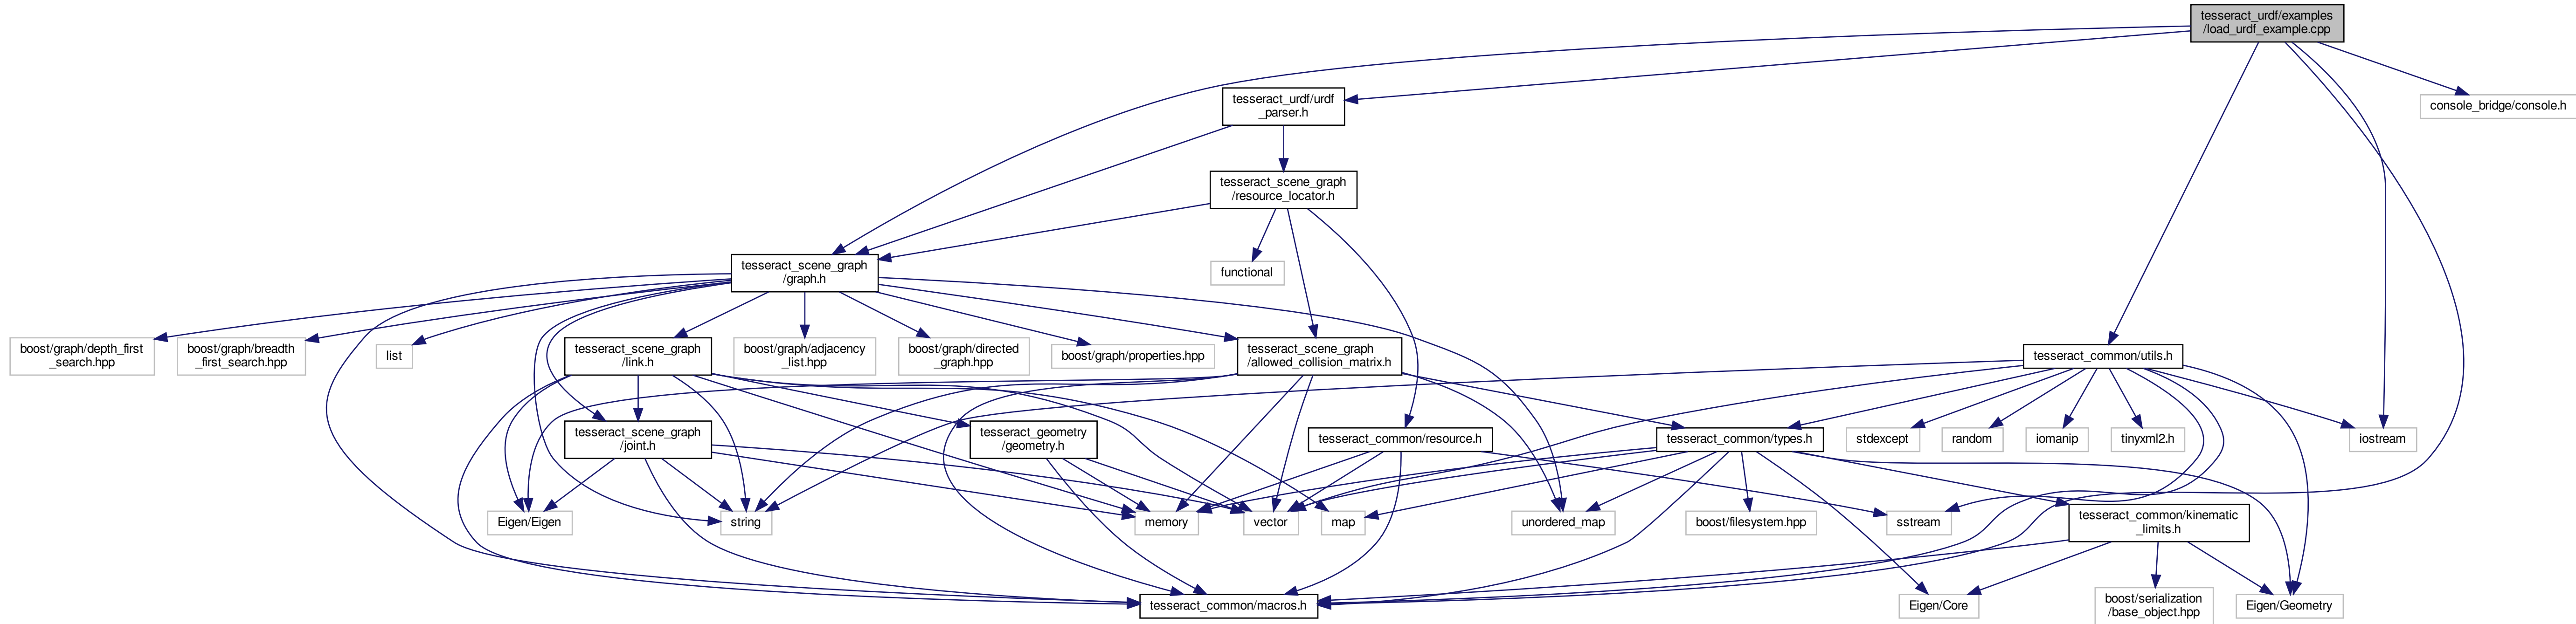 tesseract_urdf/examples
/load_urdf_example.cpp
tesseract_urdf/urdf
_parser.h
console_bridge/console.h
tesseract_scene_graph
/resource_locator.h
tesseract_scene_graph
/graph.h
functional
boost/graph/depth_first
_search.hpp
boost/graph/breadth
_first_search.hpp
list
tesseract_scene_graph
/link.h
boost/graph/adjacency
_list.hpp
boost/graph/directed
_graph.hpp
boost/graph/properties.hpp
tesseract_scene_graph
/allowed_collision_matrix.h
tesseract_common/utils.h
tesseract_scene_graph
/joint.h
tesseract_geometry
/geometry.h
tesseract_common/resource.h
tesseract_common/types.h
stdexcept
random
iomanip
tinyxml2.h
iostream
Eigen/Eigen
string
memory
vector
map
unordered_map
boost/filesystem.hpp
sstream
tesseract_common/kinematic
_limits.h
tesseract_common/macros.h
Eigen/Core
boost/serialization
/base_object.hpp
Eigen/Geometry